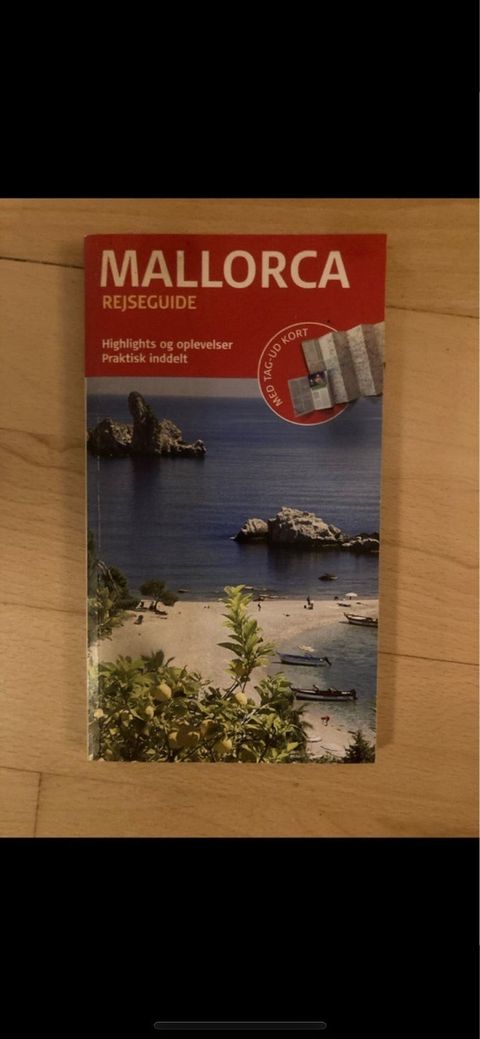 MALLORCA
REJSEGUIDE
Highlights og oplevelser
Praktisk inddelt
MED TAG-UD KORT